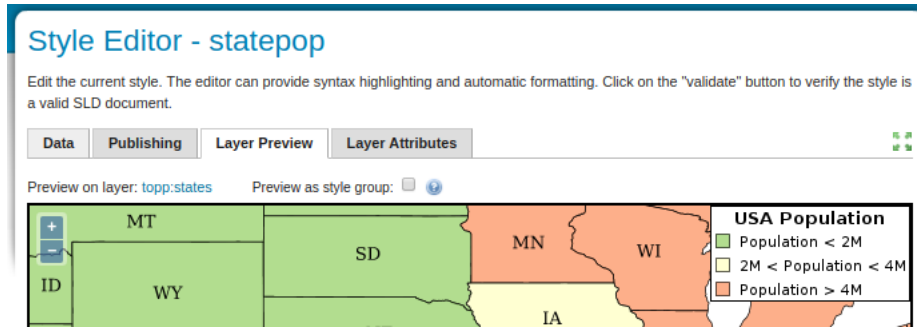 Style Editor - statepop
Edit the current style. The editor can provide syntax highlighting and automatic formatting. Click on the "validate" button to verify the style is
a valid SLD document.
Data Publishing Layer Preview Layer Attributes
Preview on layer: topp:states Preview as style group:
+
−
MT
ID
WY
SD
MN
WI
IA
USA Population
Population < 2M
2M < Population < 4M
Population > 4M